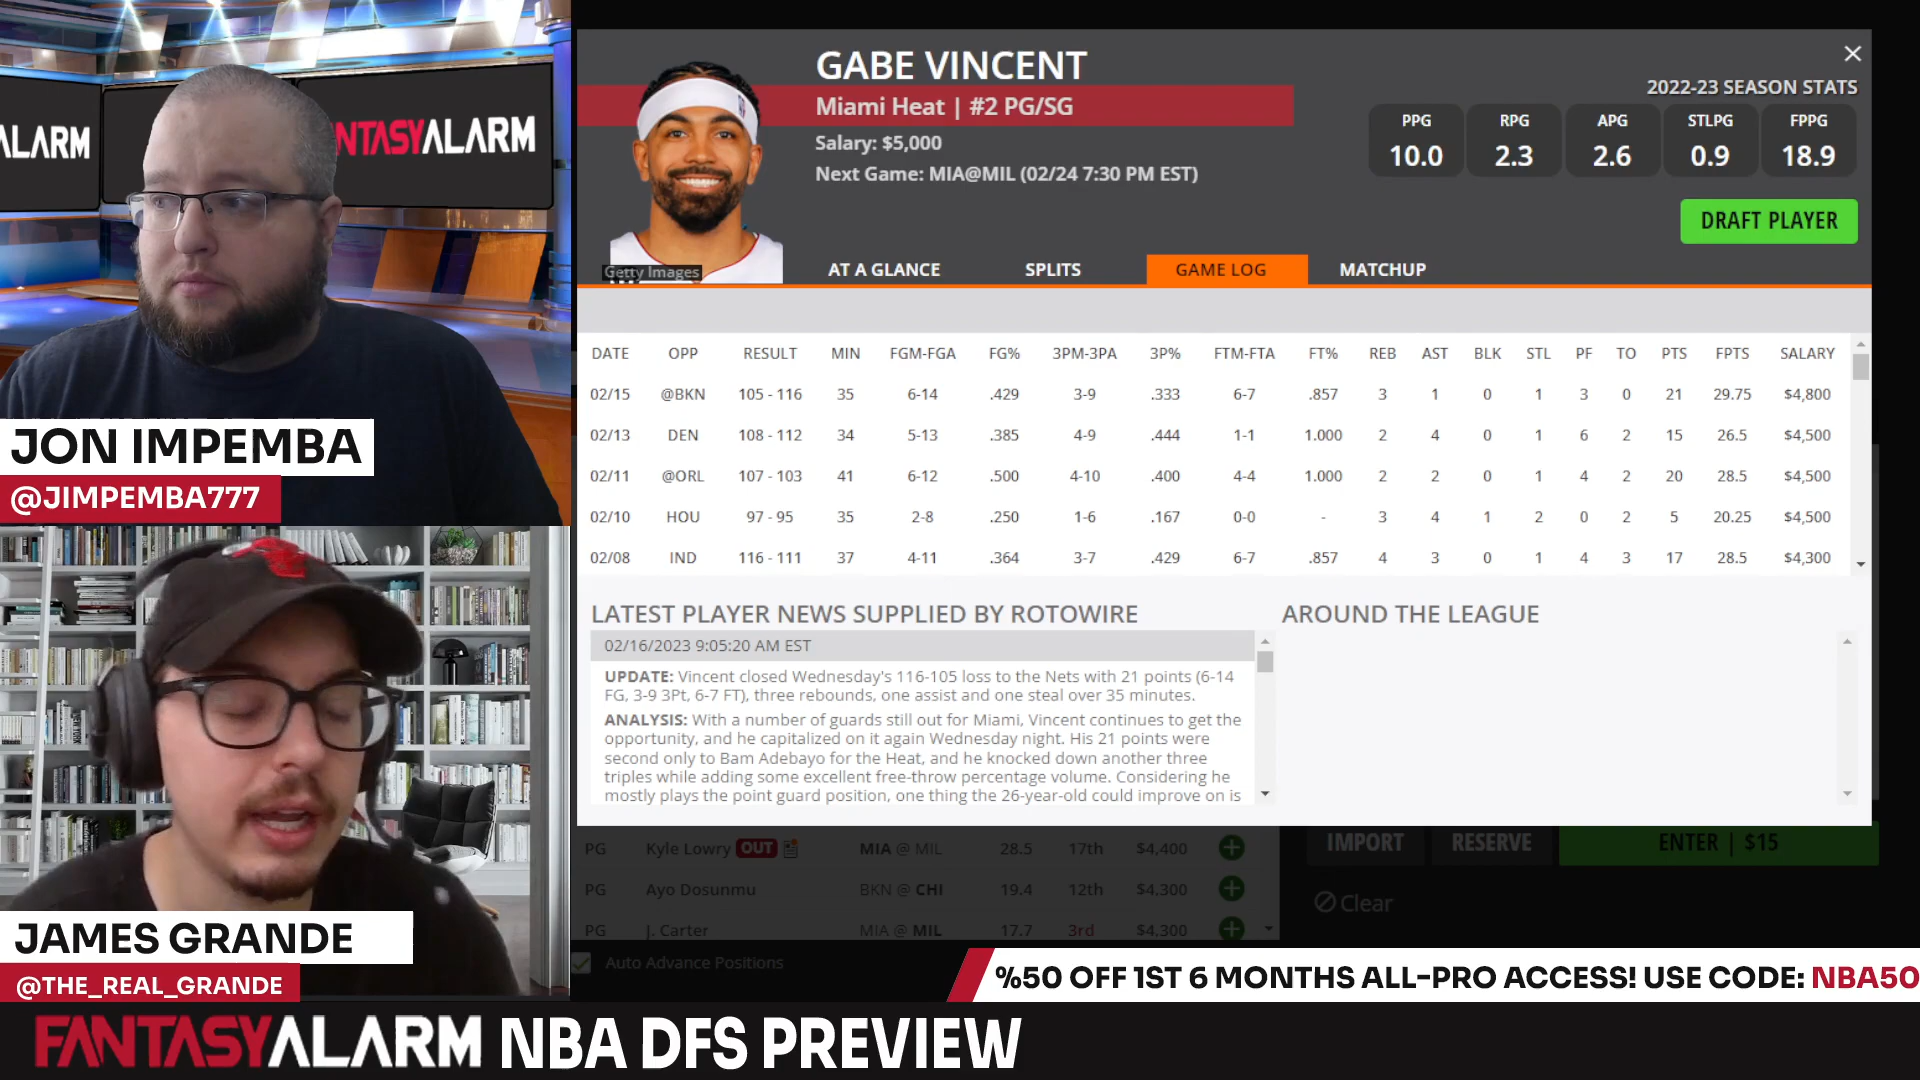 ALARM
FANTASYALARM
JON IMPEMBA
@JIMPEMBA777
JAMES GRANDE
@THE_REAL_GRANDE
GABE VINCENT
Miami Heat | #2 PG/SG
Salary: $5,000
Next Game: MIA@MIL (02/24 7:30 PM EST)
Getty Images
2022-23 SEASON STATS
PPG RPG APG STLPG FPPG
10.0 2.3 2.6 0.9 18.9
DRAFT PLAYER
AT A GLANCE SPLITS GAME LOG MATCHUP
DATE OPP RESULT MIN FGM-FGA FG% 3PM-3PA 3P% FTM-FTA FT% REB AST BLK STL PF TO PTS FPTS SALARY
02/15 @BKN 105 - 116 35 6-14 .429 3-9 .333 6-7 .857 3 1 0 1 3 0 21 29.75 $4,800
02/13 DEN 108 - 112 34 5-13 .385 4-9 .444 1-1 1.000 2 4 0 1 6 2 15 26.5 $4,500
02/11 @ORL 107 - 103 41 6-12 .500 4-10 .400 4-4 1.000 2 2 0 1 4 2 20 28.5 $4,500
02/10 HOU 97 - 95 35 2-8 .250 1-6 .167 0-0 - 3 4 1 2 0 2 5 20.25 $4,500
02/08 IND 116 - 111 37 4-11 .364 3-7 .429 6-7 .857 4 3 0 1 4 3 17 28.5 $4,300
LATEST PLAYER NEWS SUPPLIED BY ROTOWIRE
02/16/2023 9:05:20 AM EST
UPDATE: Vincent closed Wednesday's 116-105 loss to the Nets with 21 points (6-14
FG, 3-9 3Pt, 6-7 FT), three rebounds, one assist and one steal over 35 minutes.
ANALYSIS: With a number of guards still out for Miami, Vincent continues to get the
opportunity, and he capitalized on it again Wednesday night. His 21 points were
second only to Bam Adebayo for the Heat, and he knocked down another three
triples while adding some excellent free-throw percentage volume. Considering he
mostly plays the point guard position, one thing the 26-year-old could improve on is
AROUND THE LEAGUE
PG Kyle Lowry OUT MIA @ MIL 28.5 17th $4,400
PG Ayo Dosunmu BKN @ CHI 19.4 12th $4,300
PG J. Carter MIA @ MIL 17.7 3rd $4,300
Auto Advance Positions
IMPORT RESERVE ENTER | $15
Clear
%50 OFF 1ST 6 MONTHS ALL-PRO ACCESS! USE CODE: NBA50
FANTASYALARM NBA DFS PREVIEW